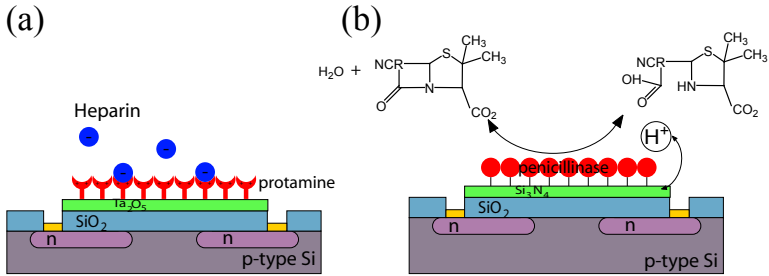 (a)
Heparin
-
-
-
-
protamine
Ta₂O₅
SiO₂
n
n
p-type Si
(b)
H₂O +
NCR
S
CH₃
CH₃
O
N
CO₂
NCR
S
CH₃
CH₃
OH
O
HN
CO₂
H⁺
penicillinase
Si₃N₄
SiO₂
n
n
p-type Si